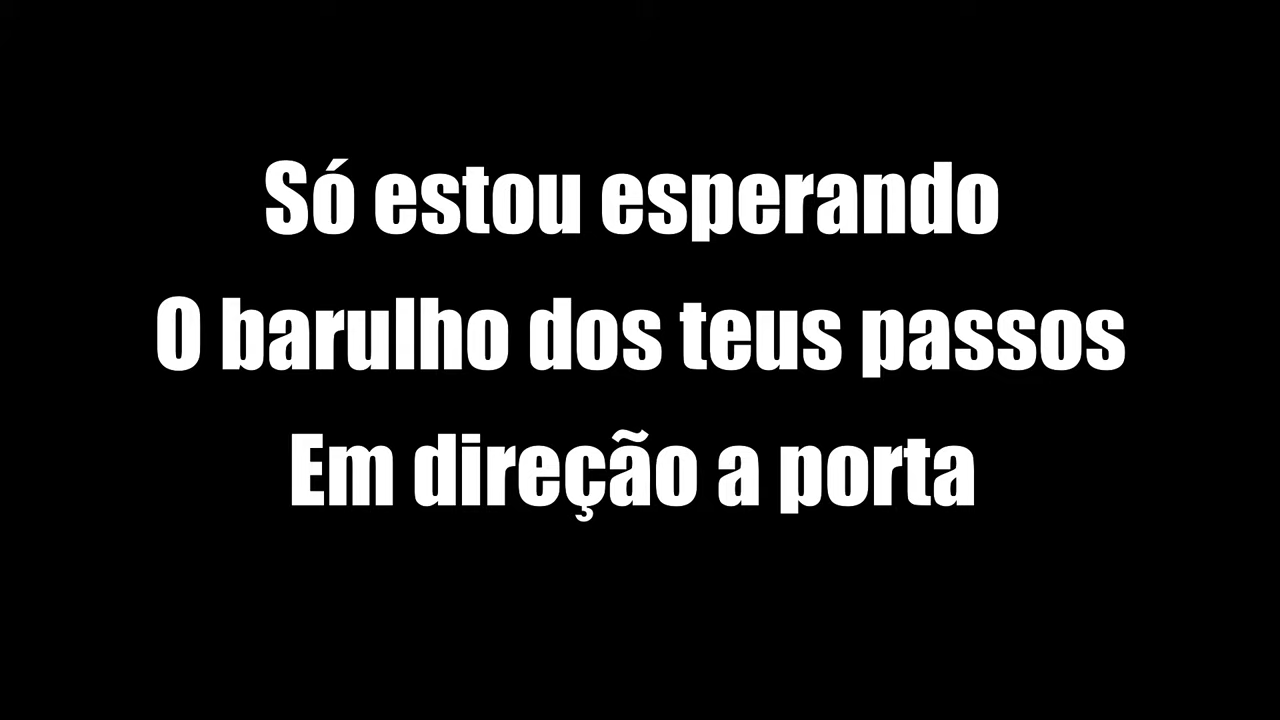 Só estou esperando
O barulho dos teus passos
Em direção a porta